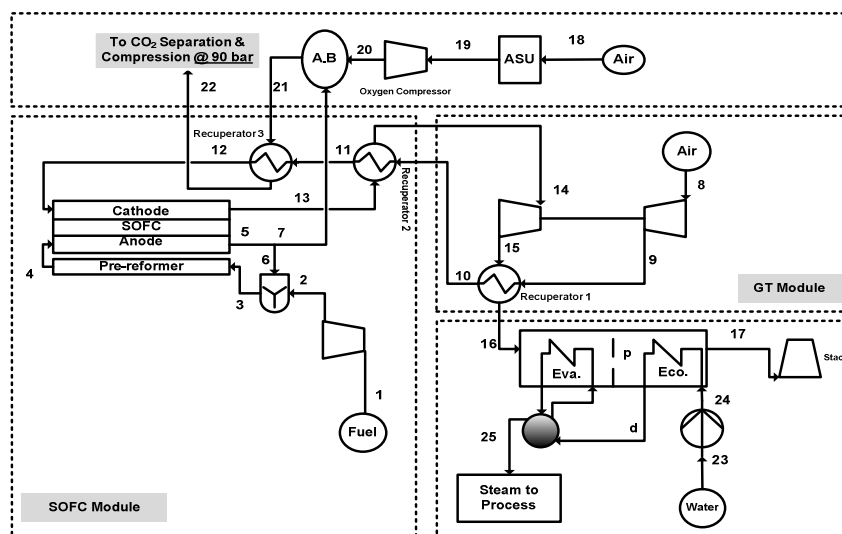 To CO₂ Separation &
Compression @ 90 bar
22
21
A.B
20
Oxygen Compressor
19
ASU
18
Air
Recuperator 3
12
11
Recuperator 2
13
Cathode
SOFC
Anode
5
7
4
Pre-reformer
6
3
2
1
Fuel
SOFC Module
Air
8
14
15
9
10
Recuperator 1
GT Module
16
Eva.
p
Eco.
17
Stac
25
d
24
23
Steam to
Process
Water